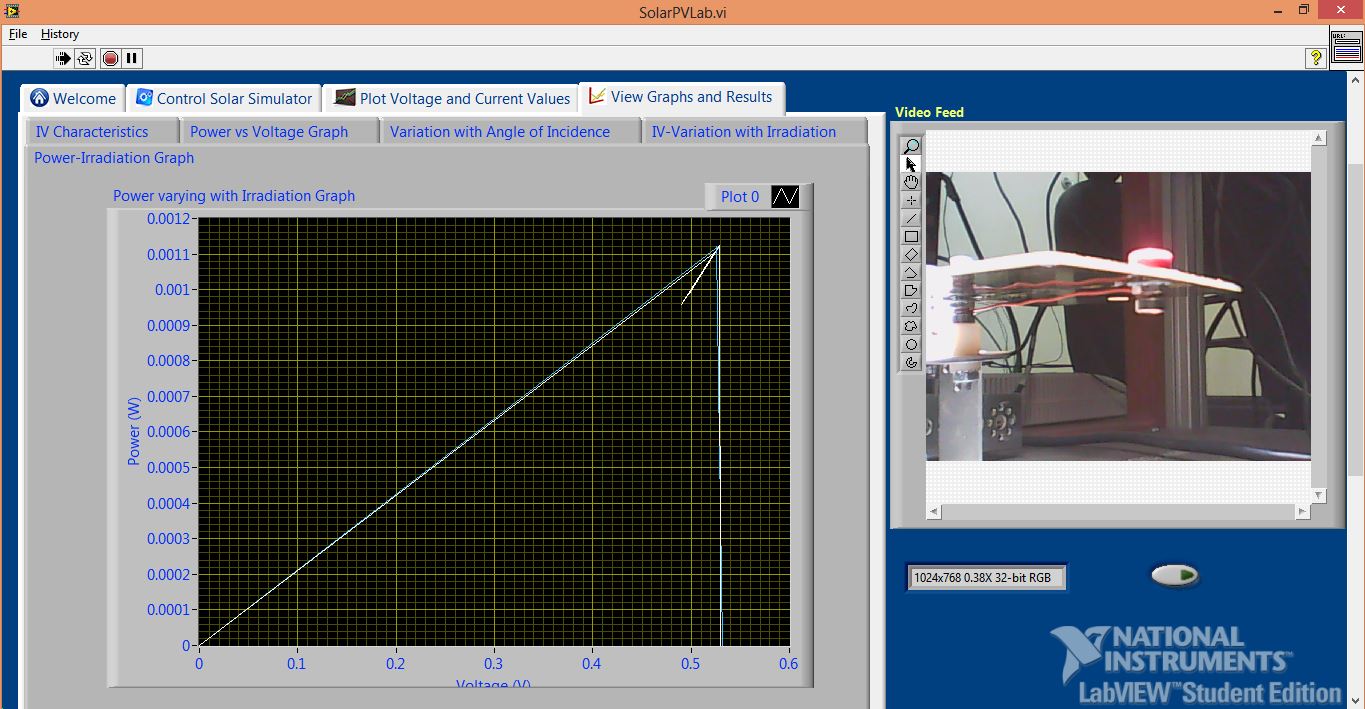 SolarPVLab.vi
File History
URL:
?
Welcome Control Solar Simulator Plot Voltage and Current Values View Graphs and Results
IV Characteristics Power vs Voltage Graph Variation with Angle of Incidence IV-Variation with Irradiation
Power-Irradiation Graph
Power varying with Irradiation Graph
Plot 0
0.0012
0.0011
0.001
0.0009
0.0008
0.0007
0.0006
0.0005
0.0004
0.0003
0.0002
0.0001
0
Power (W)
0 0.1 0.2 0.3 0.4 0.5 0.6
Voltage (V)
Video Feed
1024x768 0.38X 32-bit RGB
NATIONAL
INSTRUMENTS™
LabVIEW™ Student Edition